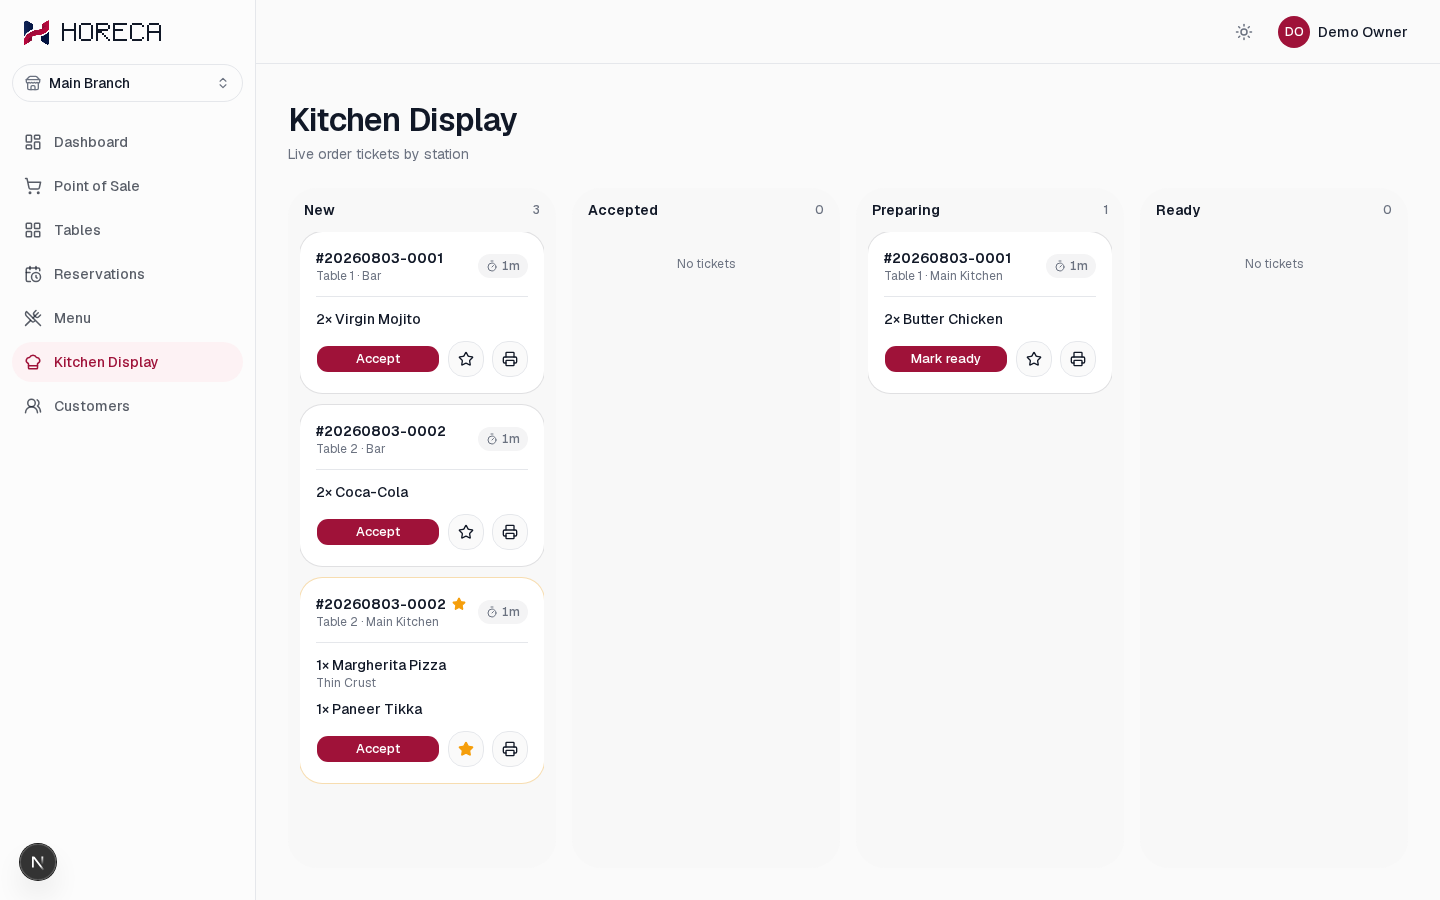 HORECA
Main Branch
Dashboard
Point of Sale
Tables
Reservations
Menu
Kitchen Display
Customers
N
DO
Demo Owner
Kitchen Display
Live order tickets by station
New
3
#20260803-0001
Table 1 · Bar
1m
2× Virgin Mojito
Accept
#20260803-0002
Table 2 · Bar
1m
2× Coca-Cola
Accept
#20260803-0002
Table 2 · Main Kitchen
1m
1× Margherita Pizza
Thin Crust
1× Paneer Tikka
Accept
Accepted
0
No tickets
Preparing
1
#20260803-0001
Table 1 · Main Kitchen
1m
2× Butter Chicken
Mark ready
Ready
0
No tickets